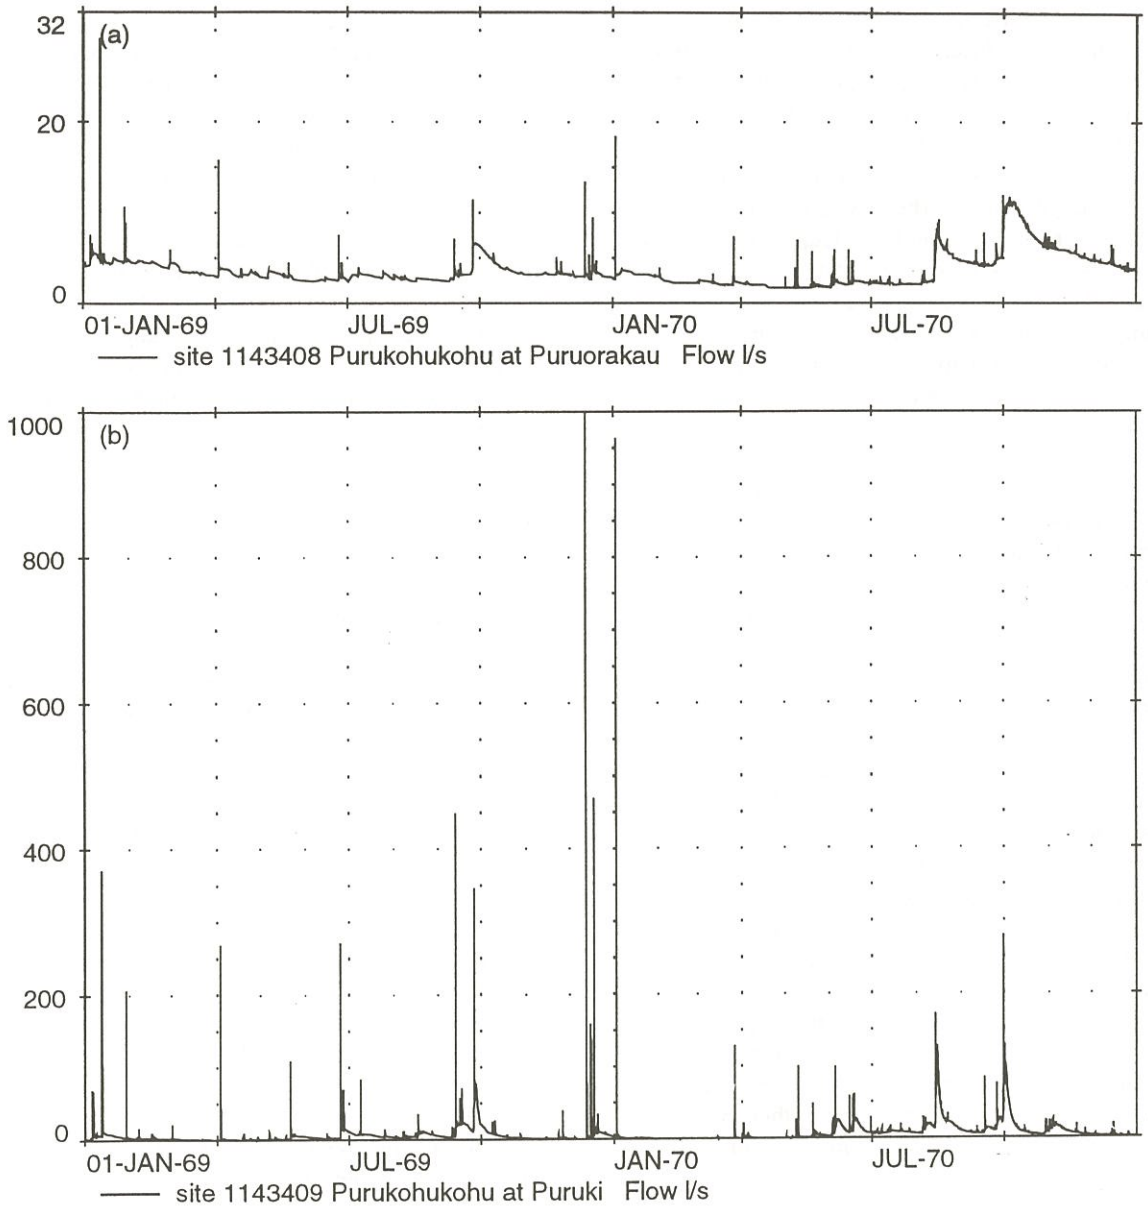 32
(a)
20
0
01-JAN-69 JUL-69 JAN-70 JUL-70
site 1143408 Purukohukohu at Puruorakau Flow l/s
1000
(b)
800
600
400
200
0
01-JAN-69 JUL-69 JAN-70 JUL-70
site 1143409 Purukohukohu at Puruki Flow l/s